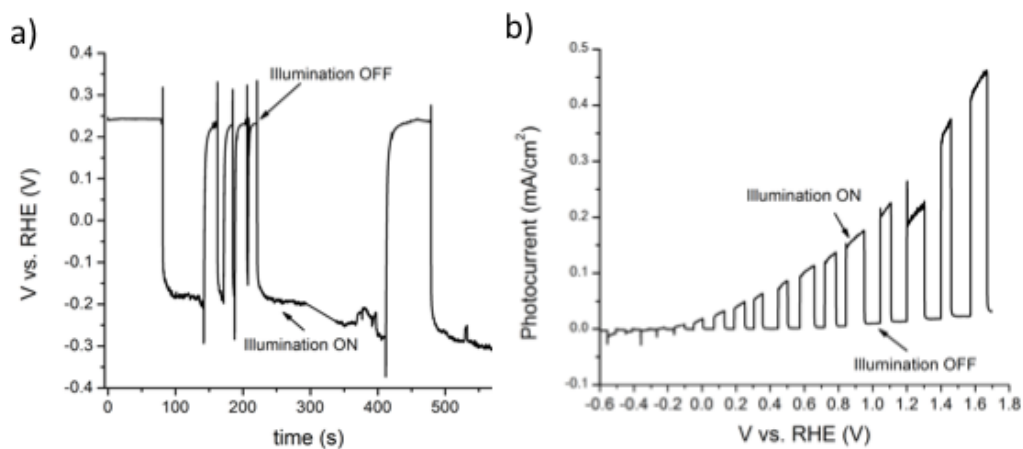 a)
V vs. RHE (V)
0.4
0.3
0.2
0.1
0.0
-0.1
-0.2
-0.3
-0.4
Illumination OFF
Illumination ON
0
100
200
300
400
500
time (s)
b)
Photocurrent (mA/cm²)
0.5
0.4
0.3
0.2
0.1
0.0
-0.1
Illumination ON
Illumination OFF
-0.6 -0.4 -0.2 0.0 0.2 0.4 0.6 0.8 1.0 1.2 1.4 1.6 1.8
V vs. RHE (V)